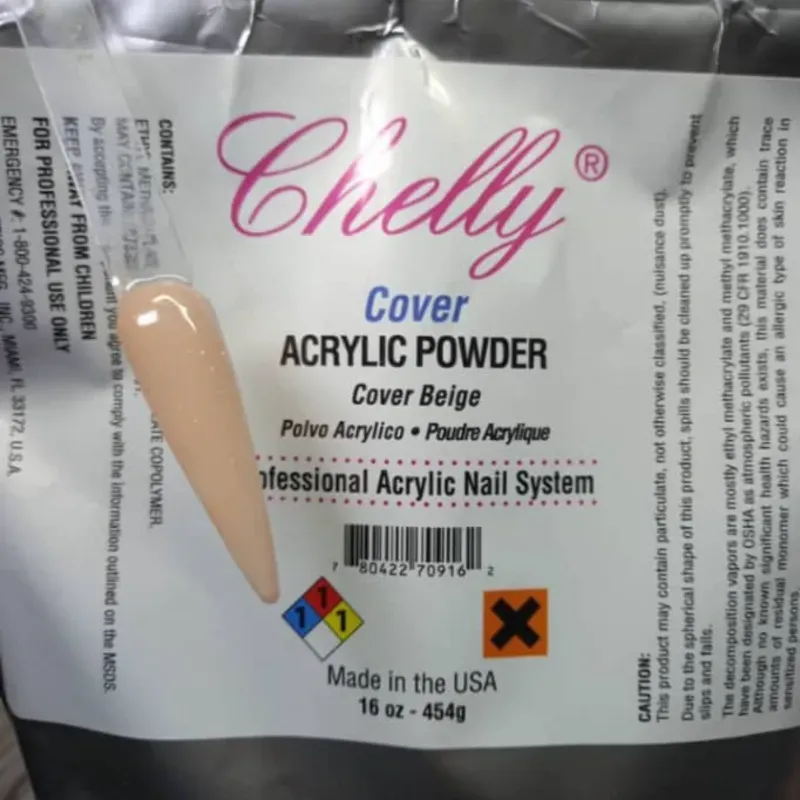 Chelly®
Cover
ACRYLIC POWDER
Cover Beige
Polvo Acrylico • Poudre Acrylique
ofessional Acrylic Nail System
7 80422 70916 2
1
1 1
Made in the USA
16 oz - 454g
CONTAINS:
MAY CONTAIN
COPOLYMER.
By accepting
you agree to comply with the information outlined on the MSDS.
KEEP AWAY FROM CHILDREN
FOR PROFESSIONAL USE ONLY
EMERGENCY #: 1-800-424-9300
MFG. INC., MIAMI, FL 33172, U.S.A.
CAUTION:
This product may contain particulate, not otherwise classified, (nuisance dust).
Due to the spherical shape of this product, spills should be cleaned up promptly to prevent
slips and falls.
The decomposition vapors are mostly ethyl methacrylate and methyl methacrylate, which
have been designated by OSHA as atmospheric pollutants (29 CFR 1910.1000).
Although no known significant health hazards exists, this material does contain trace
amounts of residual monomer which could cause an allergic type of skin reaction in
sensitized persons.